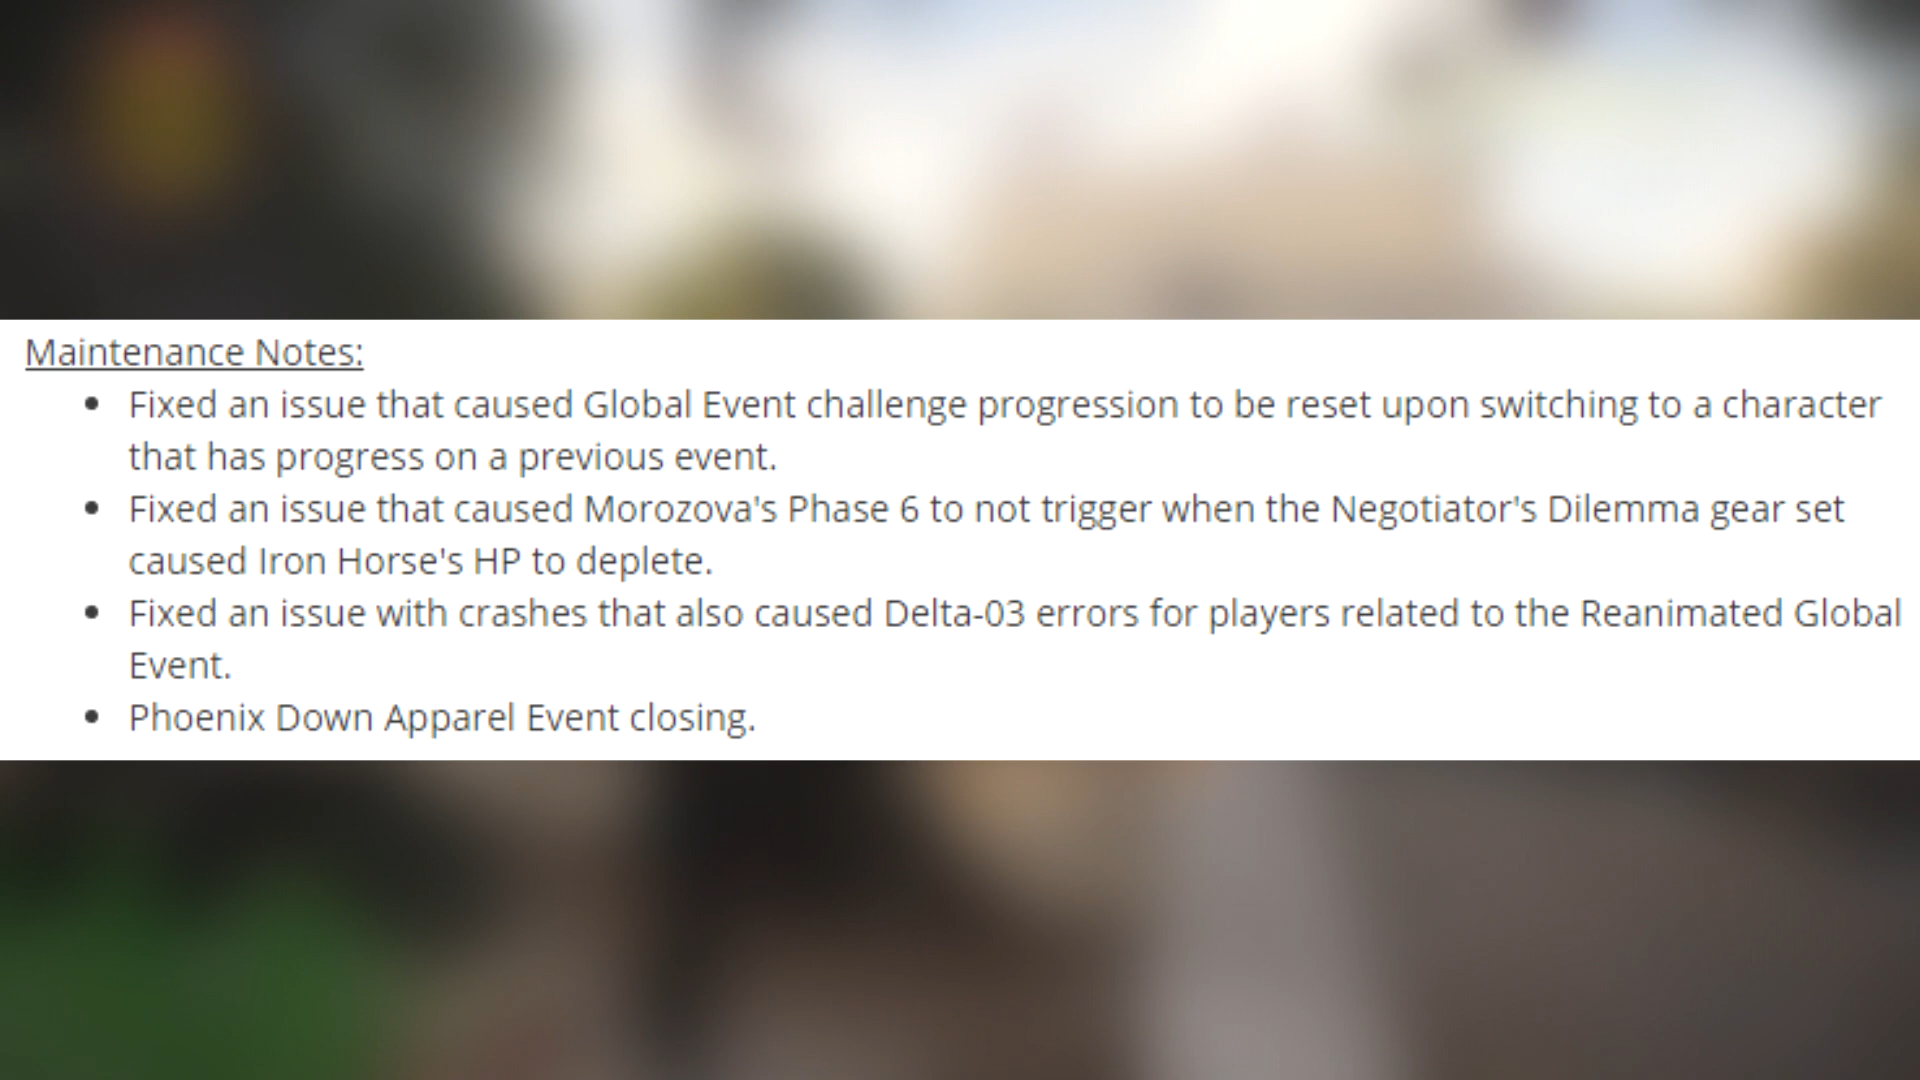 Maintenance Notes:
• Fixed an issue that caused Global Event challenge progression to be reset upon switching to a character
that has progress on a previous event.
• Fixed an issue that caused Morozova's Phase 6 to not trigger when the Negotiator's Dilemma gear set
caused Iron Horse's HP to deplete.
• Fixed an issue with crashes that also caused Delta-03 errors for players related to the Reanimated Global
Event.
• Phoenix Down Apparel Event closing.